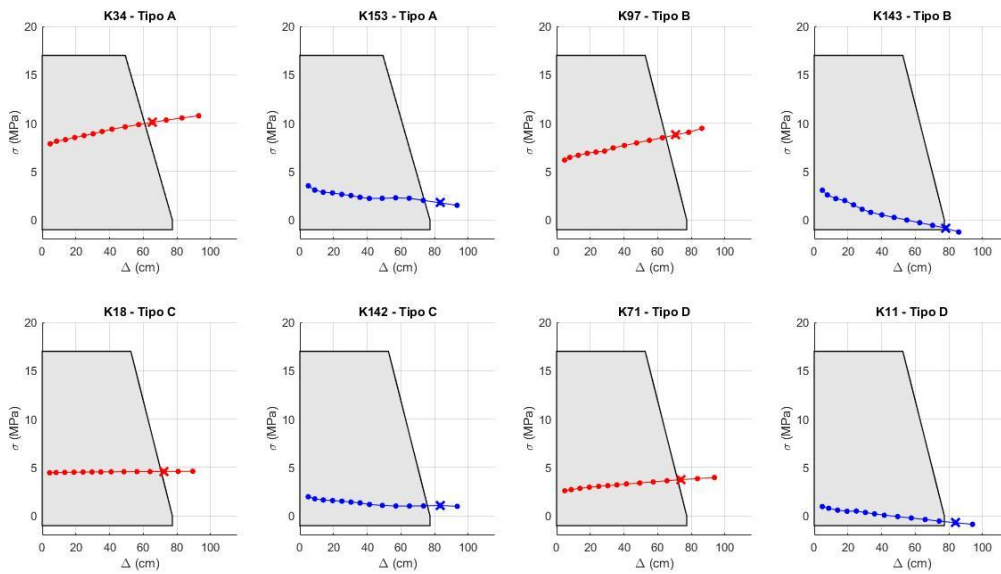 K34 - Tipo A
20
15
10
5
0
σ (MPa)
0 20 40 60 80 100
Δ (cm)
K153 - Tipo A
20
15
10
5
0
σ (MPa)
0 20 40 60 80 100
Δ (cm)
K97 - Tipo B
20
15
10
5
0
σ (MPa)
0 20 40 60 80 100
Δ (cm)
K143 - Tipo B
20
15
10
5
0
σ (MPa)
0 20 40 60 80 100
Δ (cm)
K18 - Tipo C
20
15
10
5
0
σ (MPa)
0 20 40 60 80 100
Δ (cm)
K142 - Tipo C
20
15
10
5
0
σ (MPa)
0 20 40 60 80 100
Δ (cm)
K71 - Tipo D
20
15
10
5
0
σ (MPa)
0 20 40 60 80 100
Δ (cm)
K11 - Tipo D
20
15
10
5
0
σ (MPa)
0 20 40 60 80 100
Δ (cm)